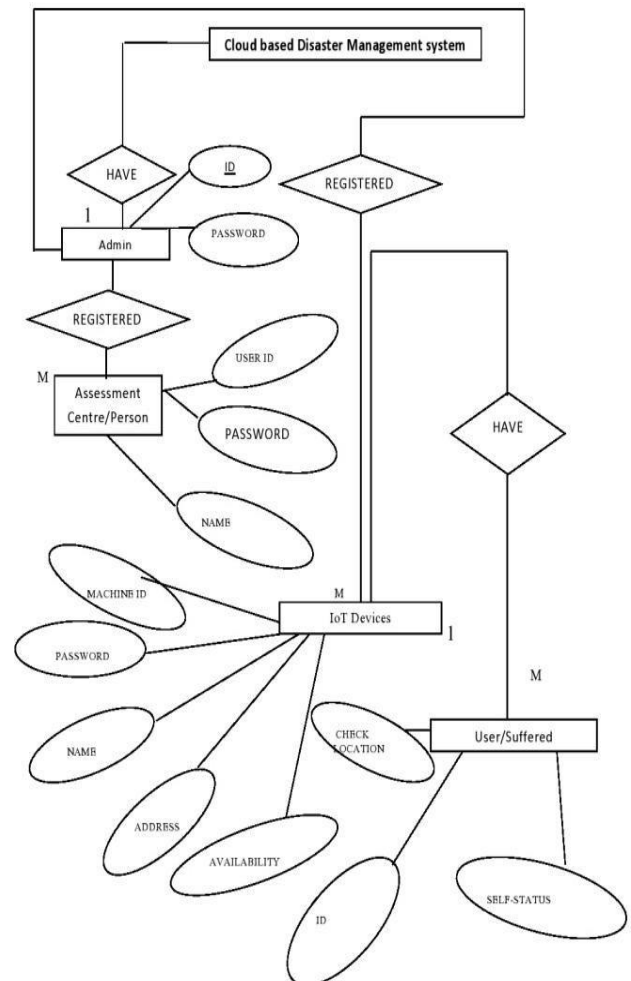 Cloud based Disaster Management system
HAVE
ID
REGISTERED
1
Admin
PASSWORD
REGISTERED
USER ID
M
Assessment
Centre/Person
PASSWORD
HAVE
NAME
MACHINE ID
M
IoT Devices
1
PASSWORD
M
NAME
CHECK
LOCATION
User/Suffered
ADDRESS
AVAILABILITY
ID
SELF-STATUS